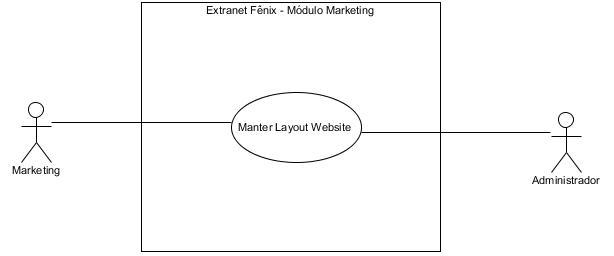 Extranet Fênix - Módulo Marketing
Manter Layout Website
Marketing
Administrador